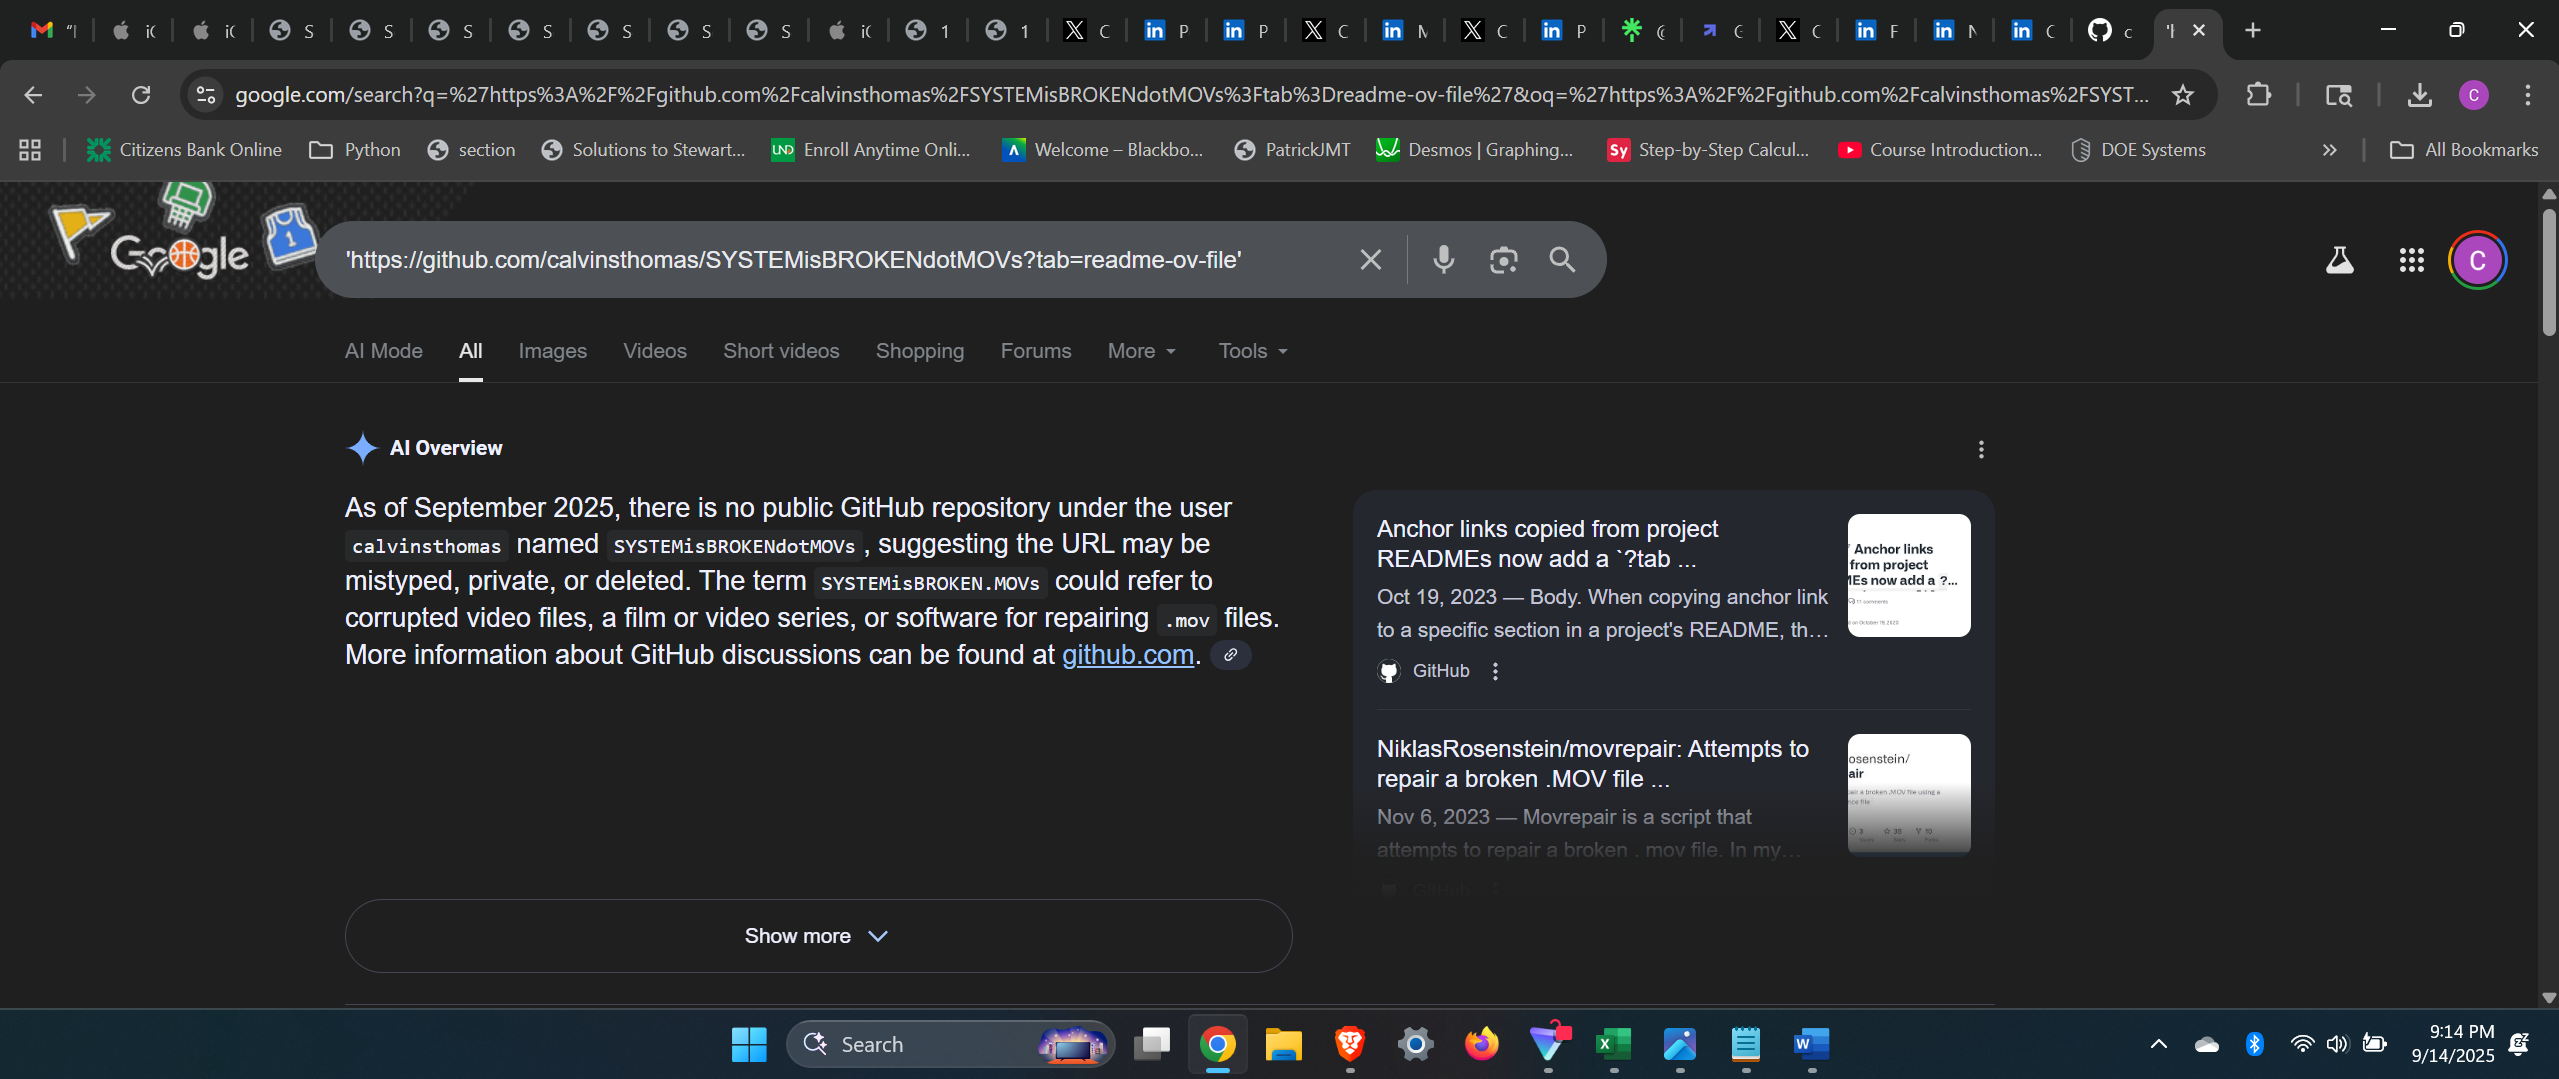 google.com/search?q=%27https%3A%2F%2Fgithub.com%2Fcalvinsthomas%2FSYSTEMisBROKENdotMOVs%3Ftab%3Dreadme-ov-file%27&oq=%27https%3A%2F%2Fgithub.com%2Fcalvinsthomas%2FSYST...
C
Citizens Bank Online
Python
section
Solutions to Stewart...
UND Enroll Anytime Onli...
Welcome – Blackbo...
PatrickJMT
Desmos | Graphing...
Sy Step-by-Step Calcul...
Course Introduction...
DOE Systems
All Bookmarks
Google
1
'https://github.com/calvinsthomas/SYSTEMisBROKENdotMOVs?tab=readme-ov-file'
C
AI Mode
All
Images
Videos
Short videos
Shopping
Forums
More
Tools
AI Overview
As of September 2025, there is no public GitHub repository under the user
calvinsthomas named SYSTEMisBROKENdotMOVs, suggesting the URL may be
mistyped, private, or deleted. The term SYSTEMisBROKEN.MOVs could refer to
corrupted video files, a film or video series, or software for repairing .mov files.
More information about GitHub discussions can be found at github.com.
Anchor links copied from project
READMEs now add a `?tab ...
Oct 19, 2023 — Body. When copying anchor link
to a specific section in a project's README, th...
GitHub
Anchor links
from project
MEs now add a ?...
NiklasRosenstein/movrepair: Attempts to
repair a broken .MOV file ...
Nov 6, 2023 — Movrepair is a script that
attempts to repair a broken . mov file. In my...
GitHub
osenstein/
air
Show more
Search
9:14 PM
9/14/2025